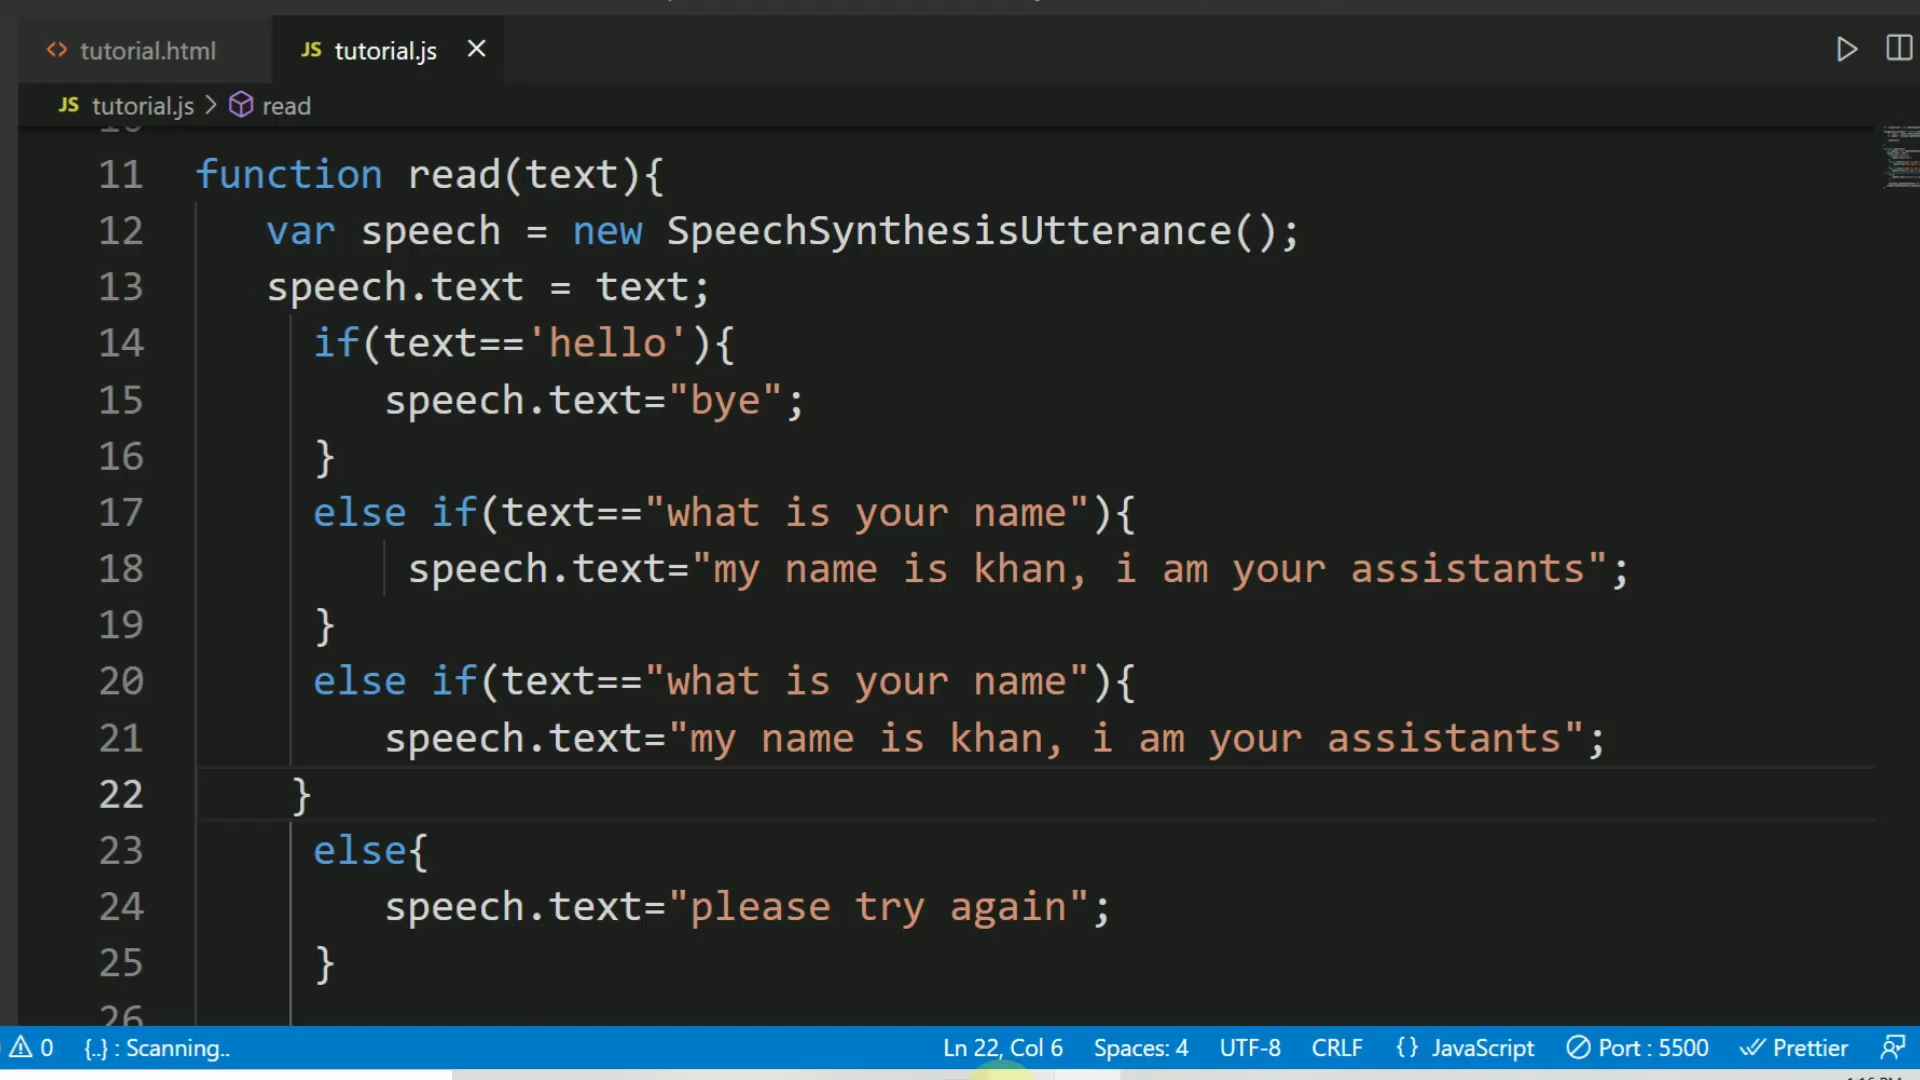 <> tutorial.html JS tutorial.js ×
JS tutorial.js > read
11 function read(text){
12 var speech = new SpeechSynthesisUtterance();
13 speech.text = text;
14 if(text=='hello'){
15 speech.text="bye";
16 }
17 else if(text=="what is your name"){
18 speech.text="my name is khan, i am your assistants";
19 }
20 else if(text=="what is your name"){
21 speech.text="my name is khan, i am your assistants";
22 }
23 else{
24 speech.text="please try again";
25 }
26
0 {..} : Scanning.. Ln 22, Col 6 Spaces: 4 UTF-8 CRLF {} JavaScript Port : 5500 Prettier